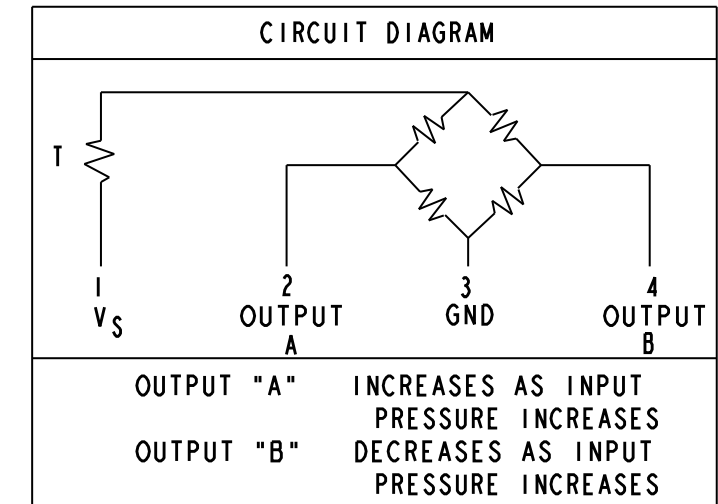 CIRCUIT DIAGRAM
T
1 2 3 4
VS OUTPUT GND OUTPUT
A B
OUTPUT "A" INCREASES AS INPUT
PRESSURE INCREASES
OUTPUT "B" DECREASES AS INPUT
PRESSURE INCREASES